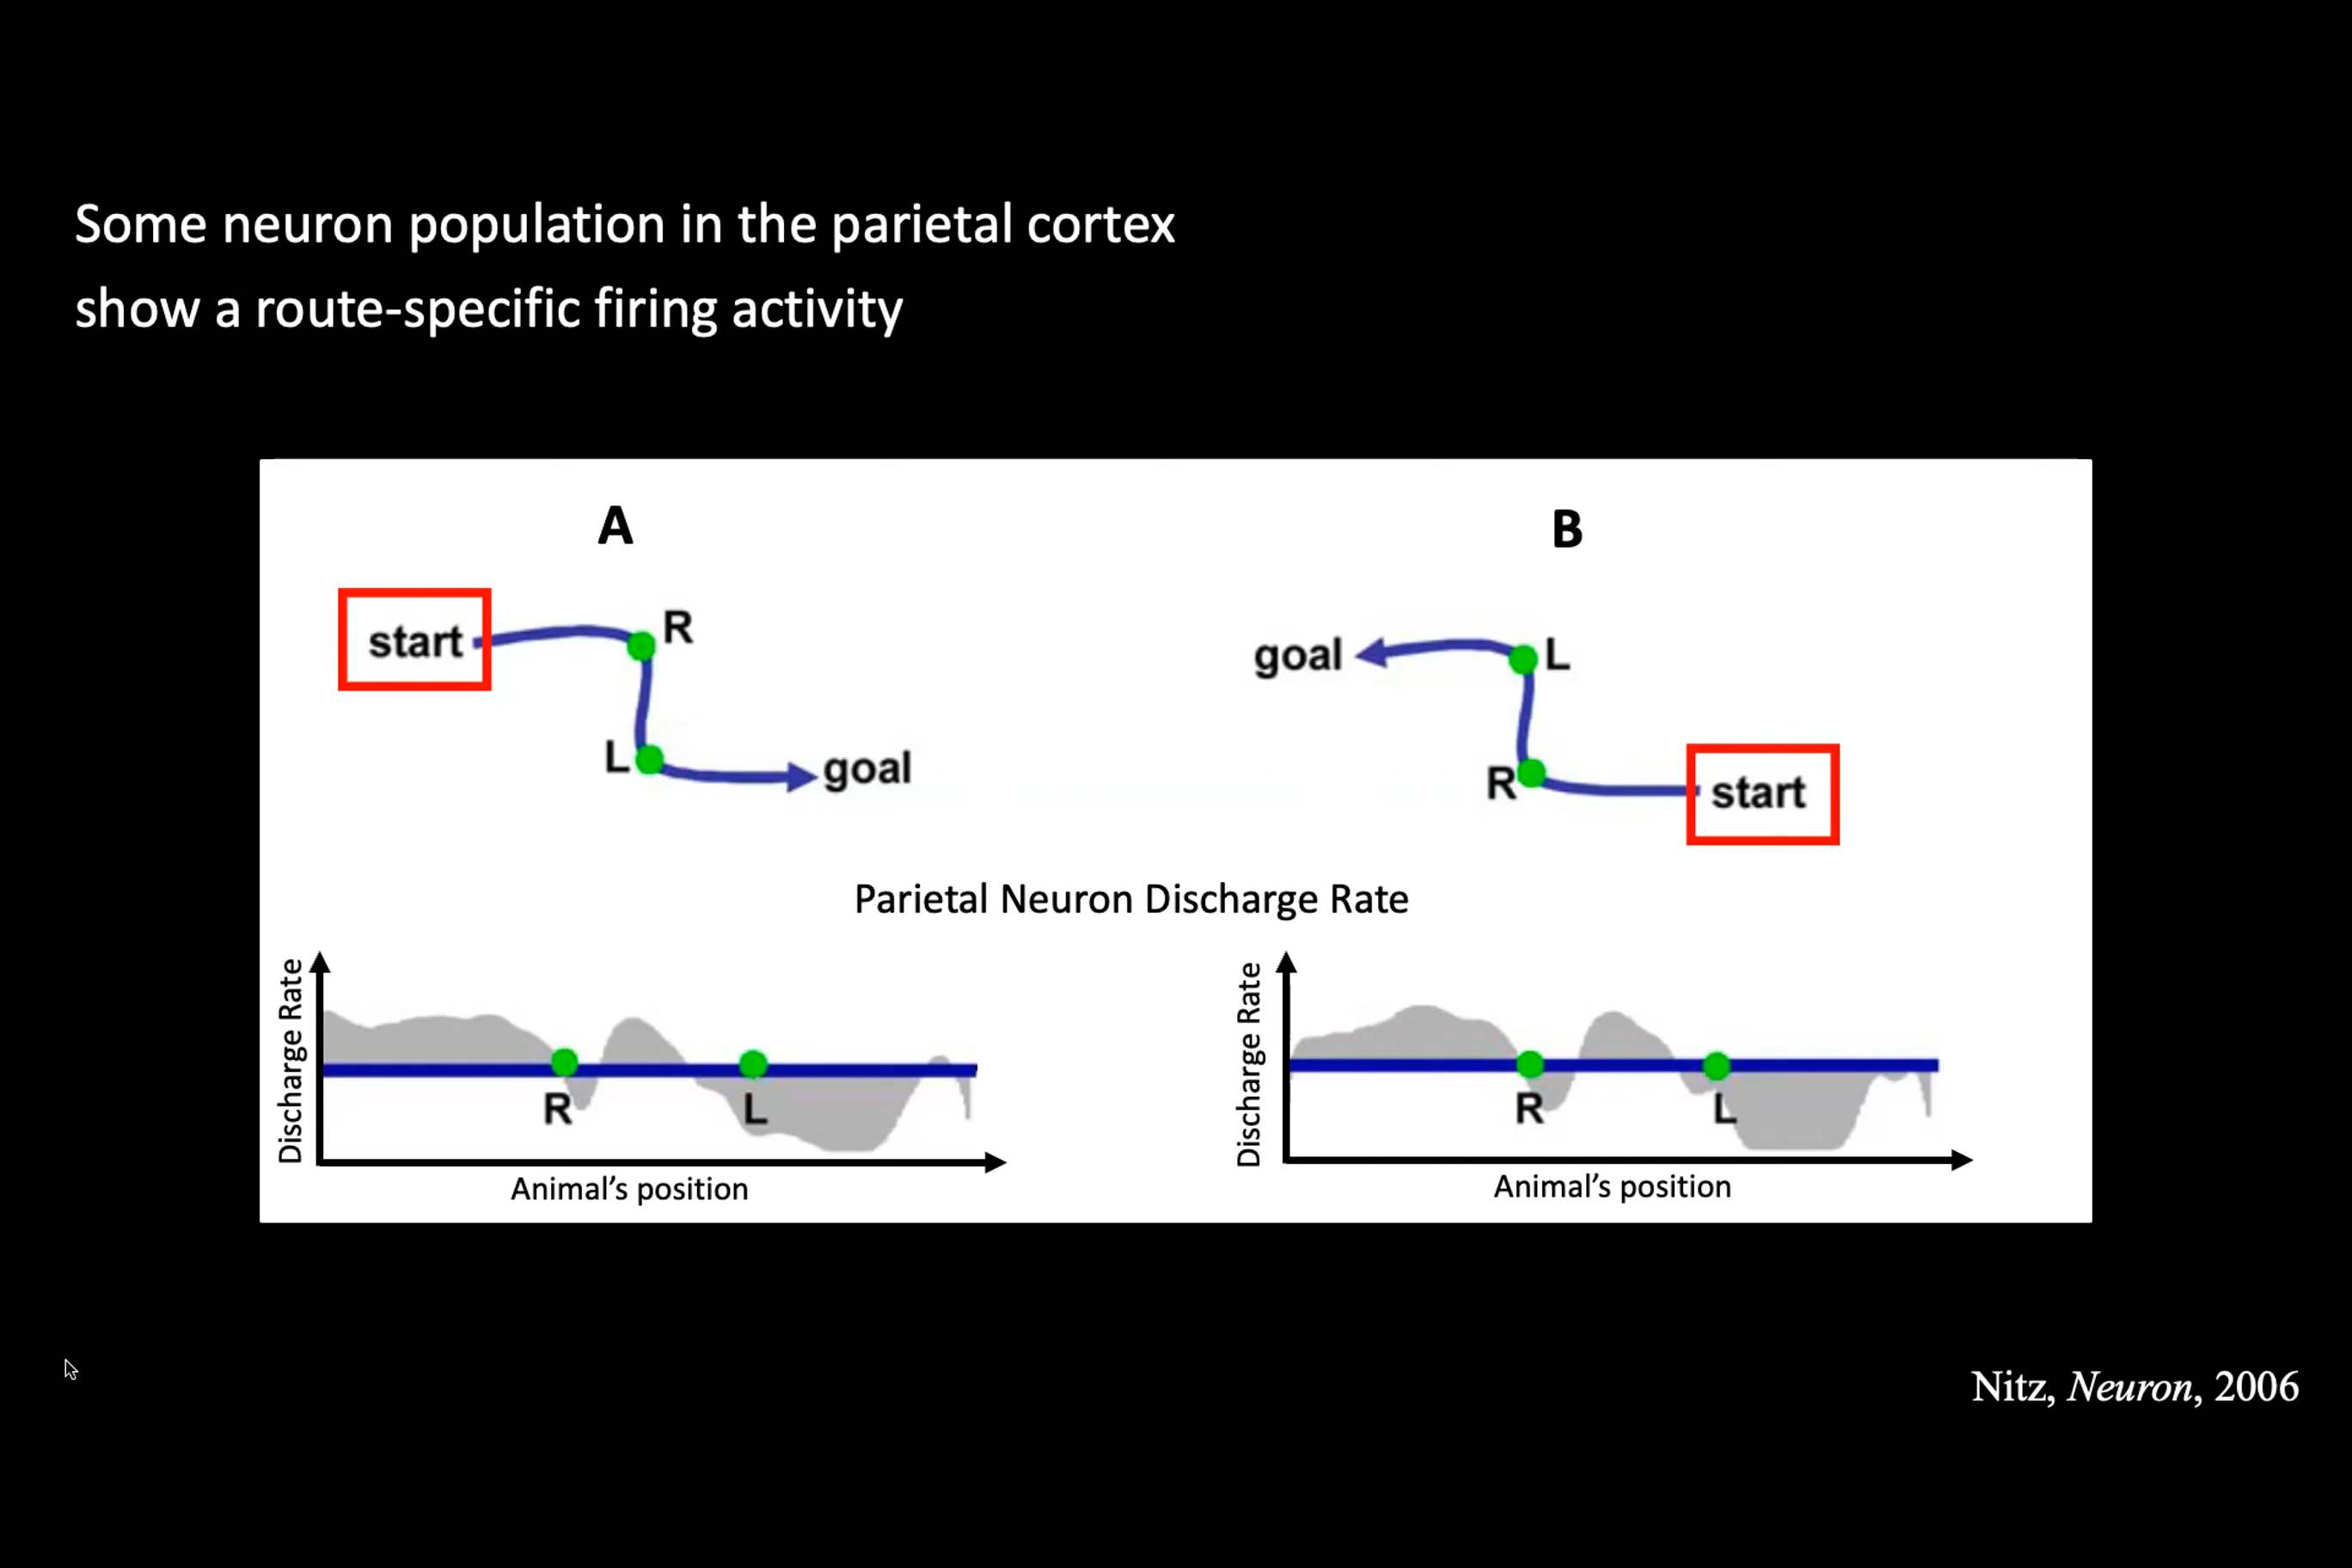 Some neuron population in the parietal cortex
show a route-specific firing activity
A
B
start
R
L
goal
goal
L
R
start
Parietal Neuron Discharge Rate
Discharge Rate
R
L
Animal's position
Discharge Rate
R
L
Animal's position
Nitz, Neuron, 2006